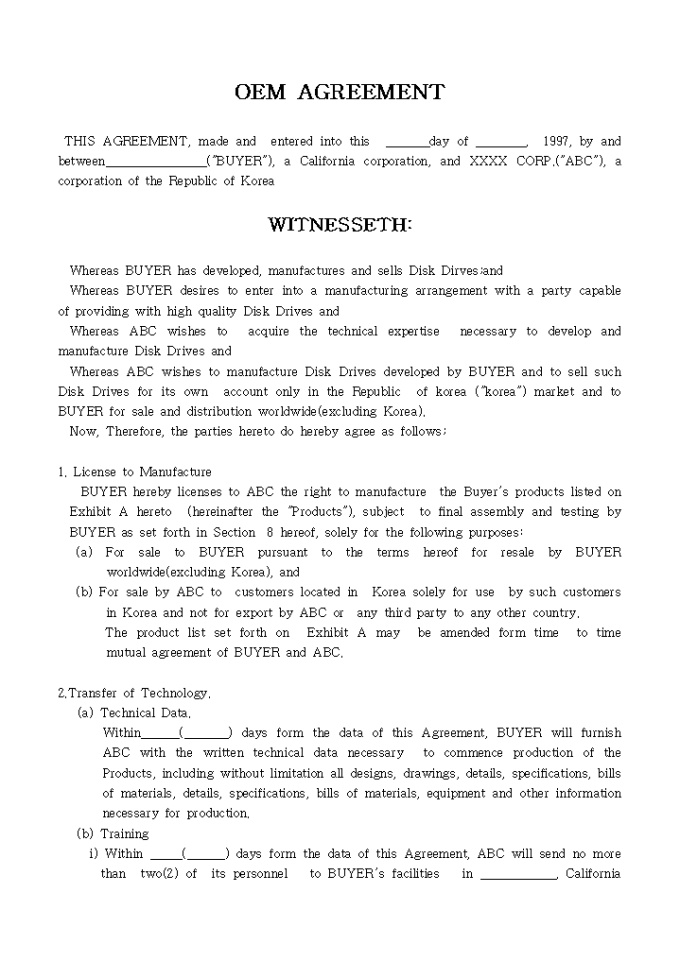 OEM AGREEMENT
THIS AGREEMENT, made and entered into this ______day of _______, 1997, by and
between______________("BUYER"), a California corporation, and XXXX CORP.("ABC"), a
corporation of the Republic of Korea
WITNESSETH:
Whereas BUYER has developed, manufactures and sells Disk Dirves;and
Whereas BUYER desires to enter into a manufacturing arrangement with a party capable
of providing with high quality Disk Drives and
Whereas ABC wishes to acquire the technical expertise necessary to develop and
manufacture Disk Drives and
Whereas ABC wishes to manufacture Disk Drives developed by BUYER and to sell such
Disk Drives for its own account only in the Republic of korea ("korea") market and to
BUYER for sale and distribution worldwide(excluding Korea).
Now, Therefore, the parties hereto do hereby agree as follows;
1. License to Manufacture
BUYER hereby licenses to ABC the right to manufacture the Buyer's products listed on
Exhibit A hereto (hereinafter the "Products"), subject to final assembly and testing by
BUYER as set forth in Section 8 hereof, solely for the following purposes:
(a) For sale to BUYER pursuant to the terms hereof for resale by BUYER
worldwide(excluding Korea), and
(b) For sale by ABC to customers located in Korea solely for use by such customers
in Korea and not for export by ABC or any third party to any other country.
The product list set forth on Exhibit A may be amended form time to time
mutual agreement of BUYER and ABC.
2.Transfer of Technology.
(a) Technical Data.
Within_____(______) days form the data of this Agreement, BUYER will furnish
ABC with the written technical data necessary to commence production of the
Products, including without limitation all designs, drawings, details, specifications, bills
of materials, details, specifications, bills of materials, equipment and other information
necessary for production.
(b) Training
i) Within ____(_____) days form the data of this Agreement, ABC will send no more
than two(2) of its personnel to BUYER's facilities in __________, California